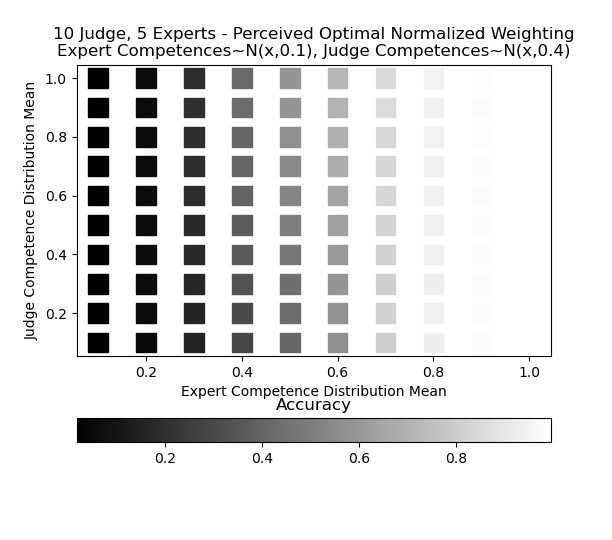 10 Judge, 5 Experts - Perceived Optimal Normalized Weighting
Expert Competences~N(x,0.1), Judge Competences~N(x,0.4)
1.0
0.8
0.6
0.4
0.2
Judge Competence Distribution Mean
0.2 0.4 0.6 0.8 1.0
Expert Competence Distribution Mean
Accuracy
0.2 0.4 0.6 0.8